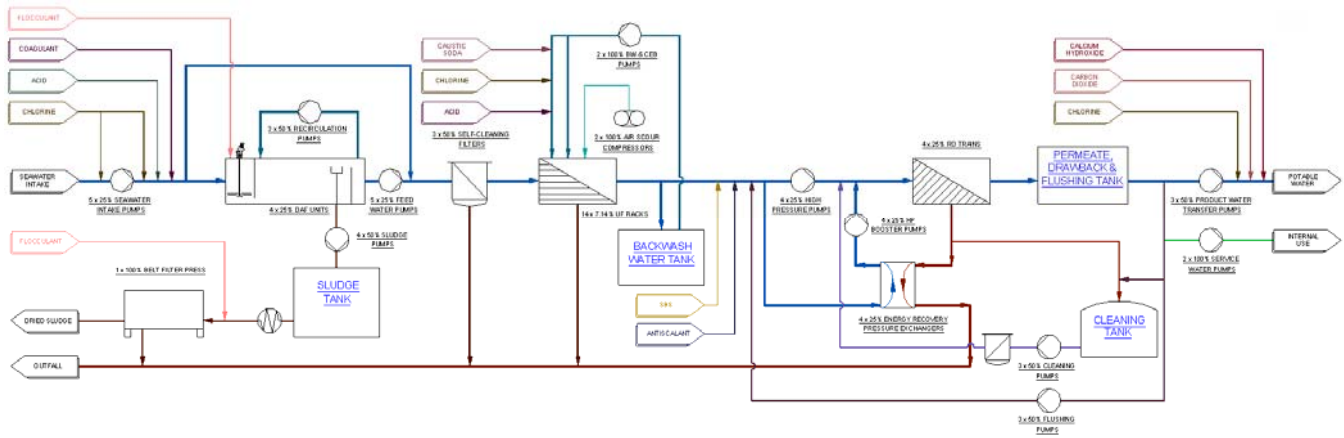 FLOCCULANT
COAGULANT
ACID
CHLORINE
SEAWATER
INTAKE
5 x 25% SEAWATER
INTAKE PUMPS
3 x 50% RECIRCULATION
PUMPS
4 x 25% DAF UNITS
5 x 25% FEED
WATER PUMPS
4 x 50% SLUDGE
PUMPS
FLOCCULANT
1 x 100% BELT FILTER PRESS
SLUDGE
TANK
DRIED SLUDGE
OUTFALL
CAUSTIC
SODA
CHLORINE
ACID
3 x 50% SELF-CLEANING
FILTERS
2 x 100% BW & CEB
PUMPS
3 x 100% AIR SCOUR
COMPRESSORS
14 x 7.14% UF RACKS
BACKWASH
WATER TANK
SBS
ANTISCALANT
4 x 25% HIGH
PRESSURE PUMPS
4 x 25% RO TRAINS
4 x 25% HP
BOOSTER PUMPS
4 x 25% ENERGY RECOVERY
PRESSURE EXCHANGERS
PERMEATE,
DRAWBACK &
FLUSHING TANK
CALCIUM
HYDROXIDE
CARBON
DIOXIDE
CHLORINE
POTABLE
WATER
3 x 50% PRODUCT WATER
TRANSFER PUMPS
INTERNAL
USE
2 x 100% SERVICE
WATER PUMPS
CLEANING
TANK
3 x 50% CLEANING
PUMPS
3 x 50% FLUSHING
PUMPS